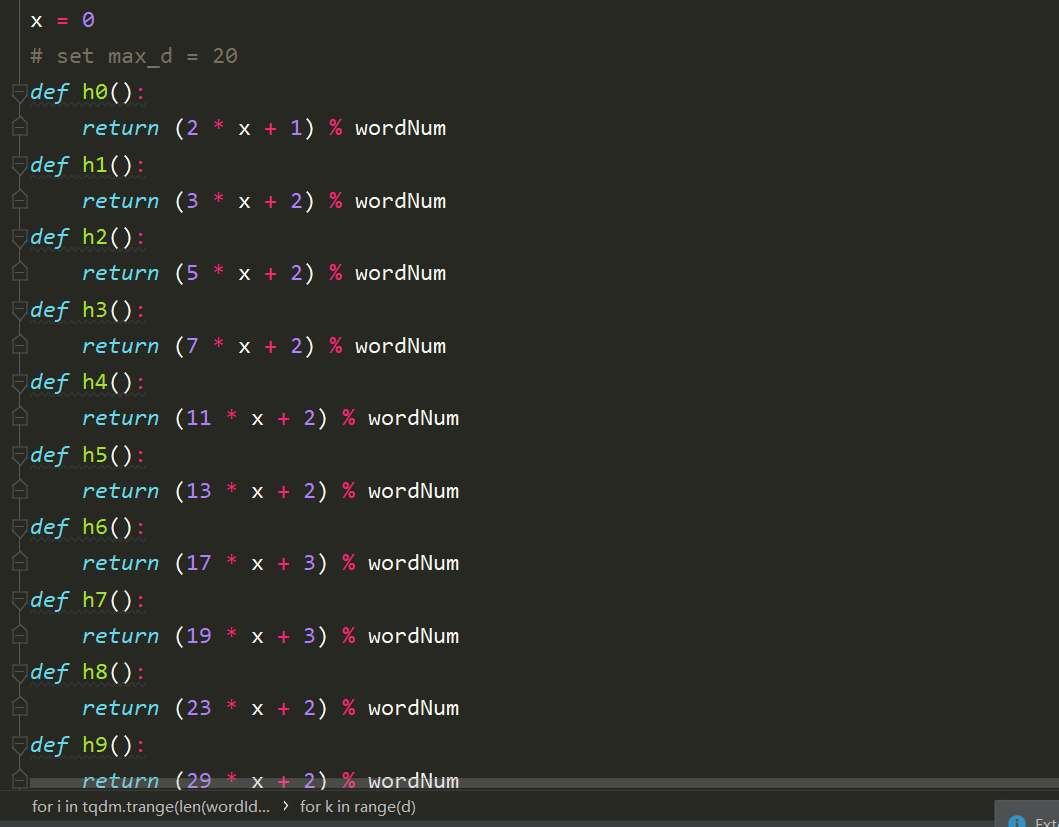 x = 0
# set max_d = 20
def h0():
    return (2 * x + 1) % wordNum
def h1():
    return (3 * x + 2) % wordNum
def h2():
    return (5 * x + 2) % wordNum
def h3():
    return (7 * x + 2) % wordNum
def h4():
    return (11 * x + 2) % wordNum
def h5():
    return (13 * x + 2) % wordNum
def h6():
    return (17 * x + 3) % wordNum
def h7():
    return (19 * x + 3) % wordNum
def h8():
    return (23 * x + 2) % wordNum
def h9():
    return (29 * x + 2) % wordNum
for i in tqdm.trange(len(wordId... › for k in range(d)